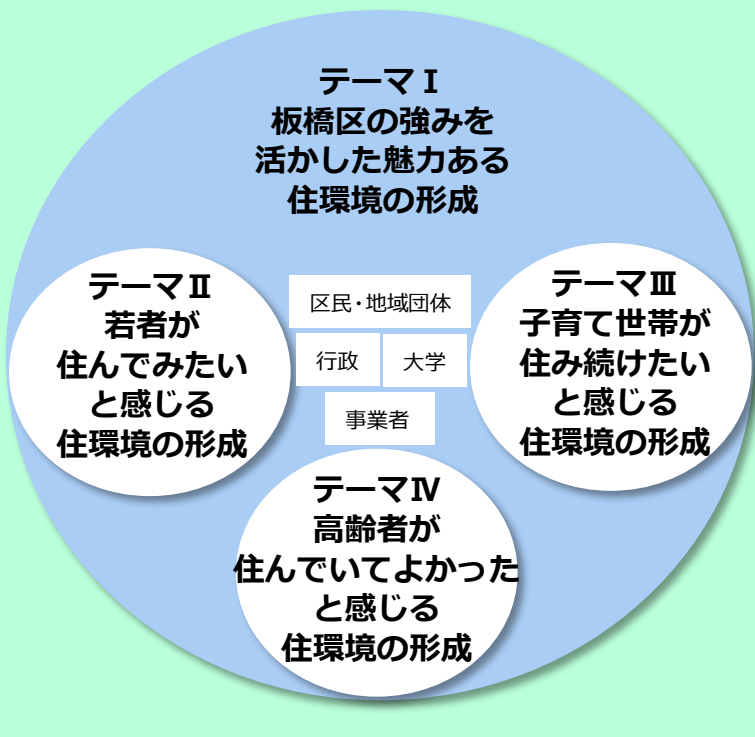 テーマⅠ
板橋区の強みを
活かした魅力ある
住環境の形成
テーマⅡ
若者が
住んでみたい
と感じる
住環境の形成
区民・地域団体
行政
大学
事業者
テーマⅢ
子育て世帯が
住み続けたい
と感じる
住環境の形成
テーマⅣ
高齢者が
住んでいてよかった
と感じる
住環境の形成